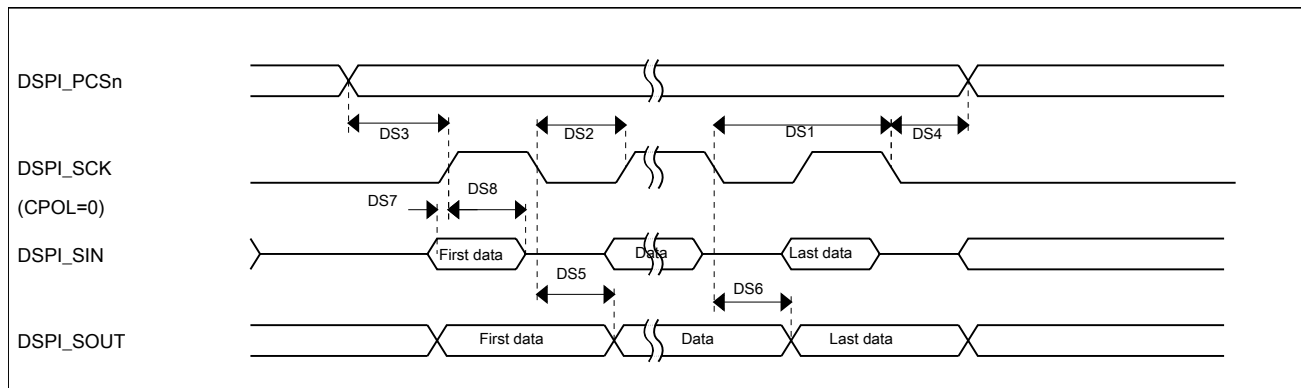 DSPI_PCSn
DS3
DS2
DS1
DS4
DSPI_SCK
(CPOL=0)
DS7
DS8
DSPI_SIN
First data
Data
Last data
DS5
DS6
DSPI_SOUT
First data
Data
Last data